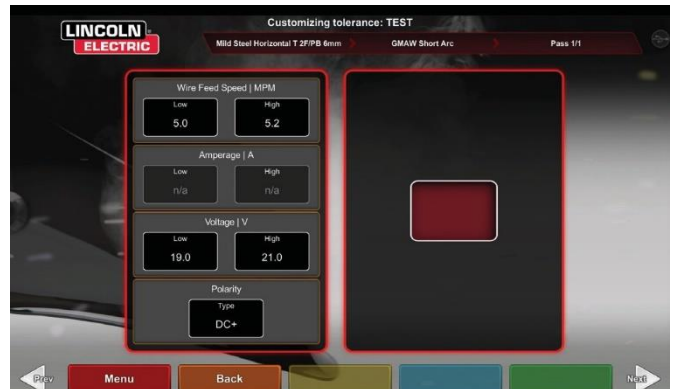 LINCOLN
ELECTRIC
Customizing tolerance: TEST
Mild Steel Horizontal T 2F/PB 6mm
GMAW Short Arc
Pass 1/1
Wire Feed Speed | MPM
Low High
5.0 5.2
Amperage | A
Low High
n/a n/a
Voltage | V
Low High
19.0 21.0
Polarity
Type
DC+
Prev
Menu
Back
Next